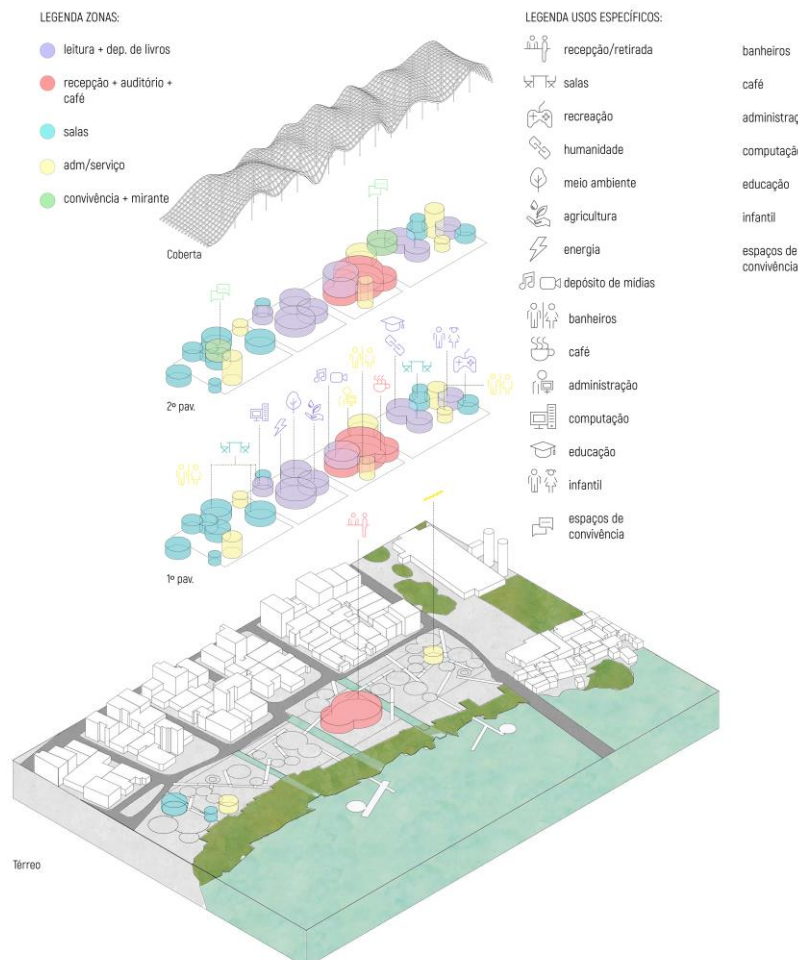 LEGENDA ZONAS:
leitura + dep. de livros
recepção + auditório +
café
salas
adm/serviço
convivência + mirante
Coberta
2º pav.
1º pav.
Térreo
LEGENDA USOS ESPECÍFICOS:
recepção/retirada
salas
recreação
humanidade
meio ambiente
agricultura
energia
depósito de mídias
banheiros
café
administração
computação
educação
infantil
espaços de
convivência
banheiros
café
administraç
computação
educação
infantil
espaços de
convivência